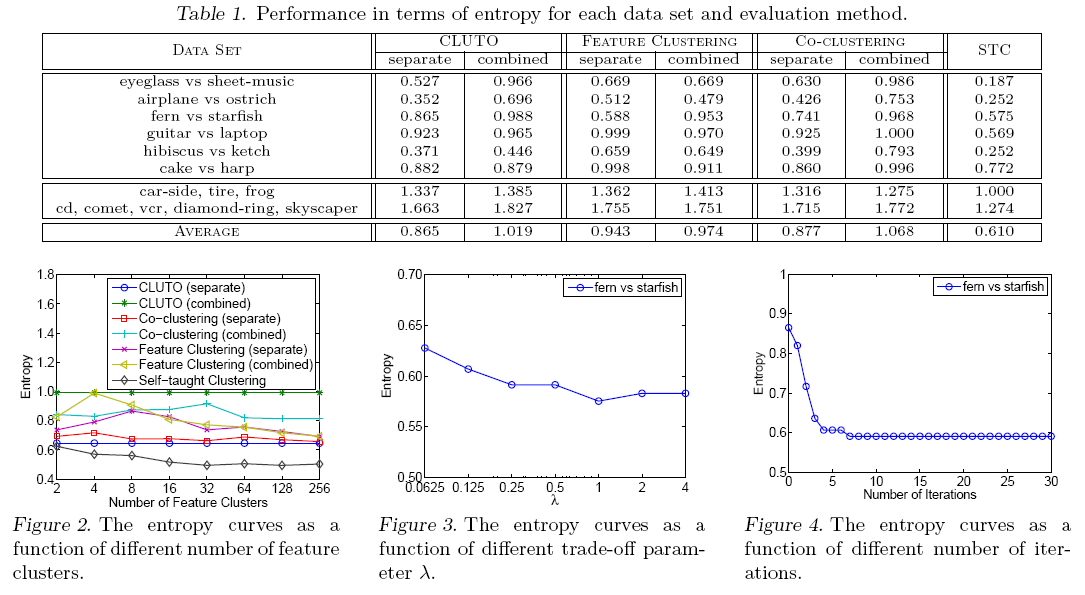 Table 1. Performance in terms of entropy for each data set and evaluation method.
Data Set CLUTO Feature Clustering Co-clustering STC
separate combined separate combined separate combined
eyeglass vs sheet-music 0.527 0.966 0.669 0.669 0.630 0.986 0.187
airplane vs ostrich 0.352 0.696 0.512 0.479 0.426 0.753 0.252
fern vs starfish 0.865 0.988 0.588 0.953 0.741 0.968 0.575
guitar vs laptop 0.923 0.965 0.999 0.970 0.925 1.000 0.569
hibiscus vs ketch 0.371 0.446 0.659 0.649 0.399 0.793 0.252
cake vs harp 0.882 0.879 0.998 0.911 0.860 0.996 0.772
car-side, tire, frog 1.337 1.385 1.362 1.413 1.316 1.275 1.000
cd, comet, vcr, diamond-ring, skyscaper 1.663 1.827 1.755 1.751 1.715 1.772 1.274
Average 0.865 1.019 0.943 0.974 0.877 1.068 0.610
1.8
1.6
1.4
1.2
1.0
0.8
0.6
0.4
Entropy
CLUTO (separate)
CLUTO (combined)
Co-clustering (separate)
Co-clustering (combined)
Feature Clustering (separate)
Feature Clustering (combined)
Self-taught Clustering
2 4 8 16 32 64 128 256
Number of Feature Clusters
Figure 2. The entropy curves as a
function of different number of feature
clusters.
0.70
0.65
0.60
0.55
0.50
Entropy
fern vs starfish
0.0625 0.125 0.25 0.5 1 2 4
λ
Figure 3. The entropy curves as a
function of different trade-off param-
eter λ.
1
0.9
0.8
0.7
0.6
0.5
Entropy
fern vs starfish
0 5 10 15 20 25 30
Number of Iterations
Figure 4. The entropy curves as a
function of different number of iter-
ations.